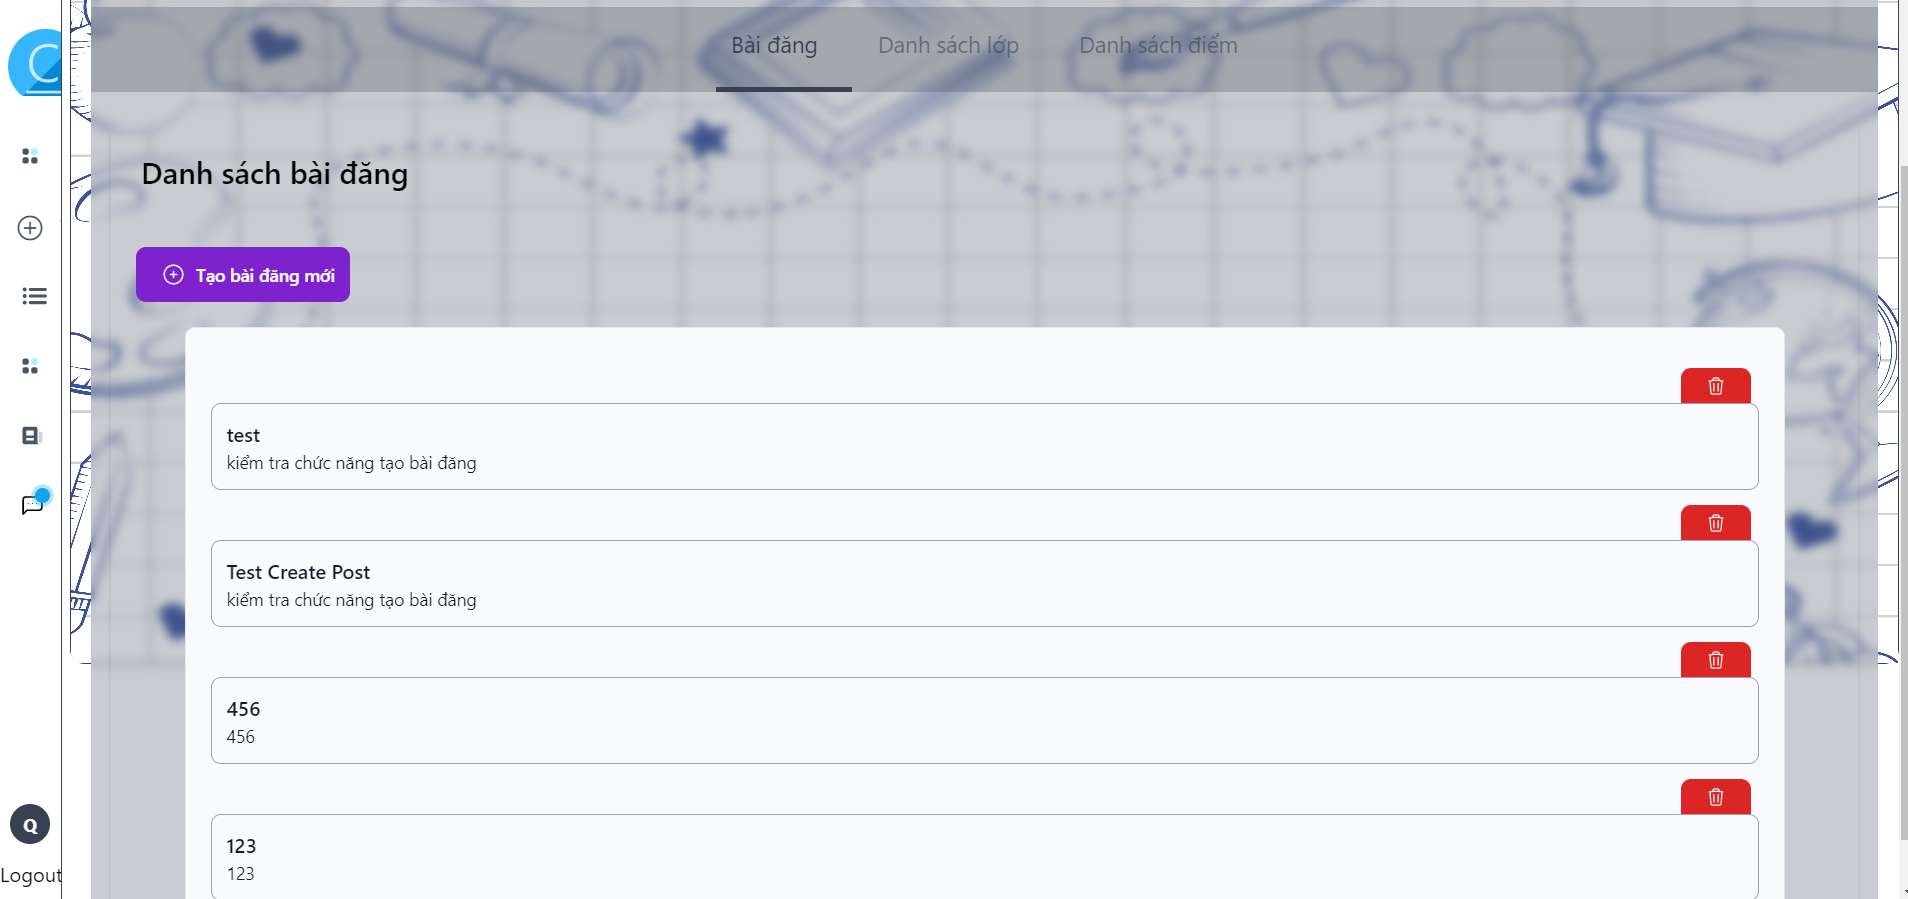 C
Bài đăng
Danh sách lớp
Danh sách điểm
Danh sách bài đăng
Tạo bài đăng mới
test
kiểm tra chức năng tạo bài đăng
Test Create Post
kiểm tra chức năng tạo bài đăng
456
456
123
123
Q
Logout